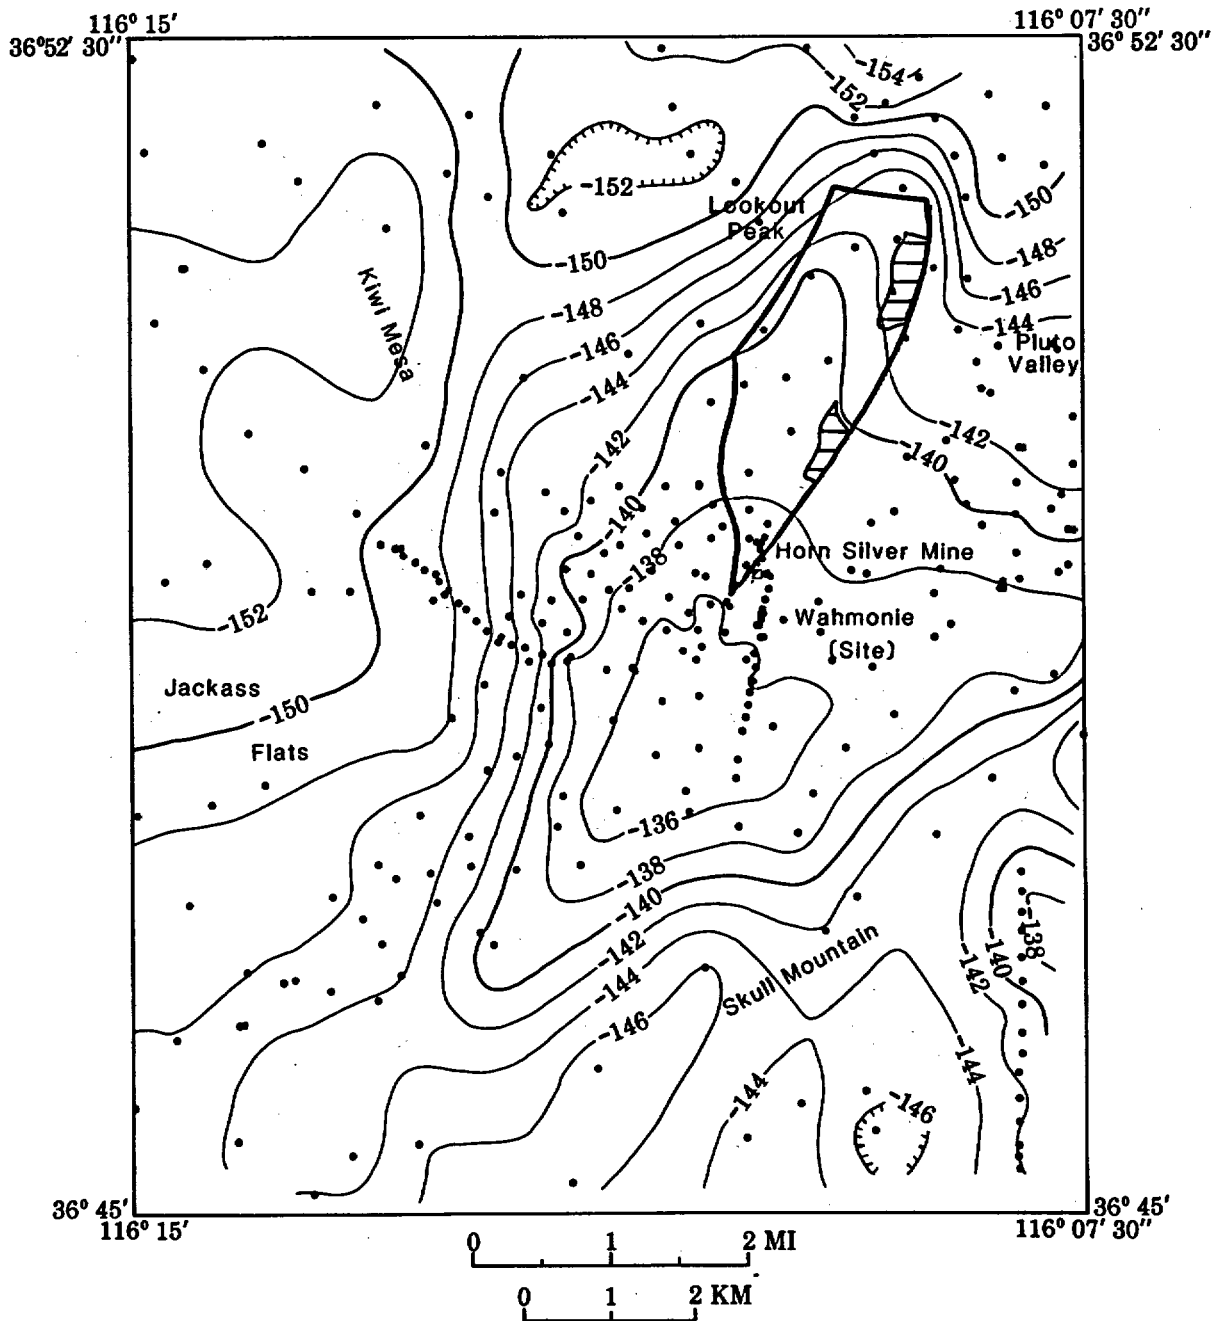 116° 15′
116° 07′ 30″
36°52′ 30″
36° 52′ 30″
-154
-152
-152
Lookout
Peak
-150
-150
-148
Kiwi Mesa
-148
-146
-146
-144
Pluto
Valley
-144
-142
-142
-140
-140
Horn Silver Mine
-138
Wahmonie
(Site)
-152
Jackass
-150
Flats
-136
-138
-140
-138
Skull Mountain
-142
-140
-142
-144
-146
-144
-144
-146
36° 45′
36° 45′
116° 15′
116° 07′ 30″
0 1 2 MI
0 1 2 KM